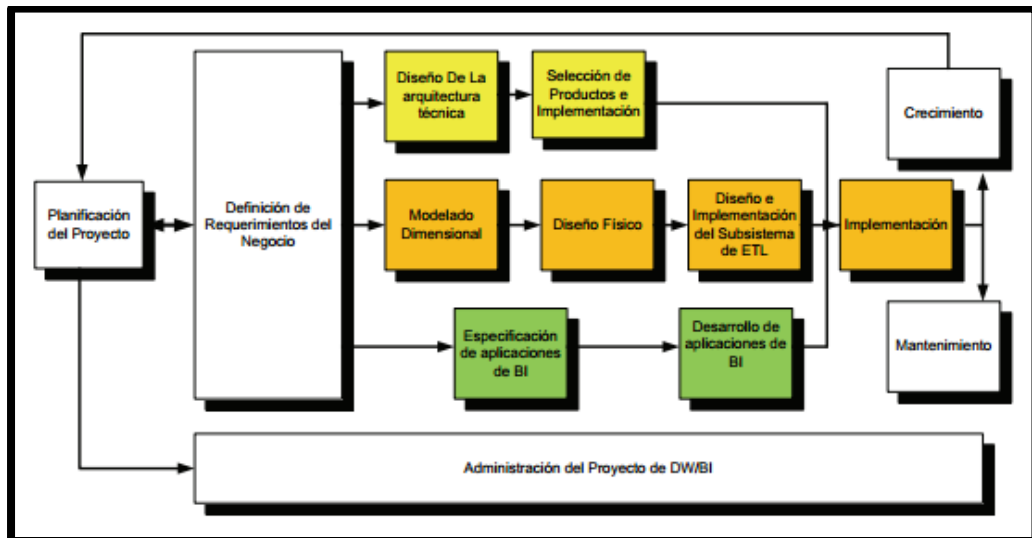 Planificación
del Proyecto
Definición de
Requerimientos del
Negocio
Diseño De La
arquitectura
técnica
Selección de
Productos e
Implementación
Modelado
Dimensional
Diseño Físico
Diseño e
Implementación
del Subsistema
de ETL
Implementación
Especificación
de aplicaciones
de BI
Desarrollo de
aplicaciones de
BI
Crecimiento
Mantenimiento
Administración del Proyecto de DW/BI